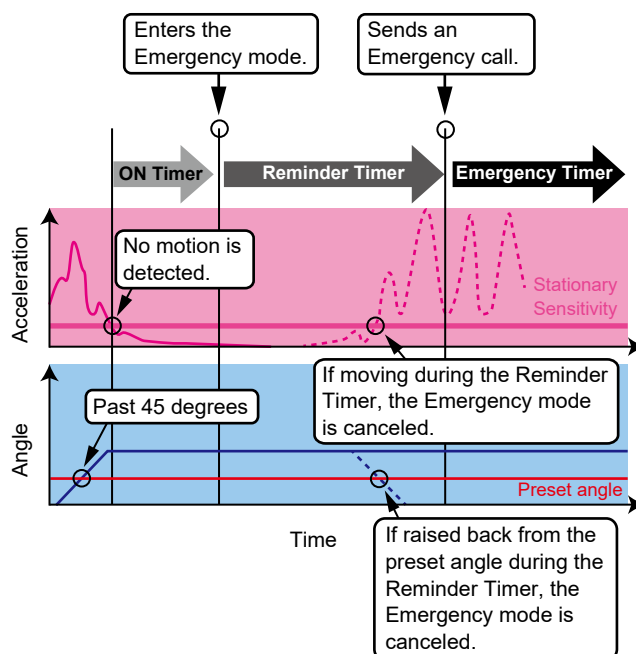 Enters the
Emergency mode.
Sends an
Emergency call.
ON Timer
Reminder Timer
Emergency Timer
Acceleration
No motion is
detected.
Stationary
Sensitivity
If moving during the Reminder
Timer, the Emergency mode
is canceled.
Angle
Past 45 degrees
Preset angle
Time
If raised back from the
preset angle during the
Reminder Timer, the
Emergency mode is
canceled.